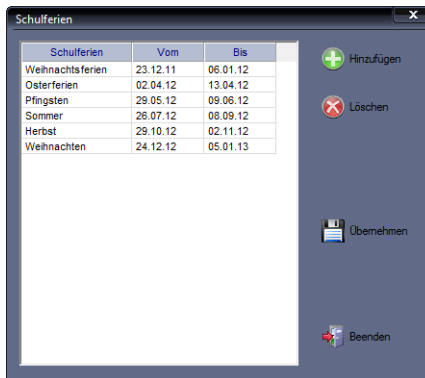 Schulferien
Schulferien Vom Bis
Weihnachtsferien 23.12.11 06.01.12
Osterferien 02.04.12 13.04.12
Pfingsten 29.05.12 09.06.12
Sommer 26.07.12 08.09.12
Herbst 29.10.12 02.11.12
Weihnachten 24.12.12 05.01.13
Hinzufügen
Löschen
Übernehmen
Beenden